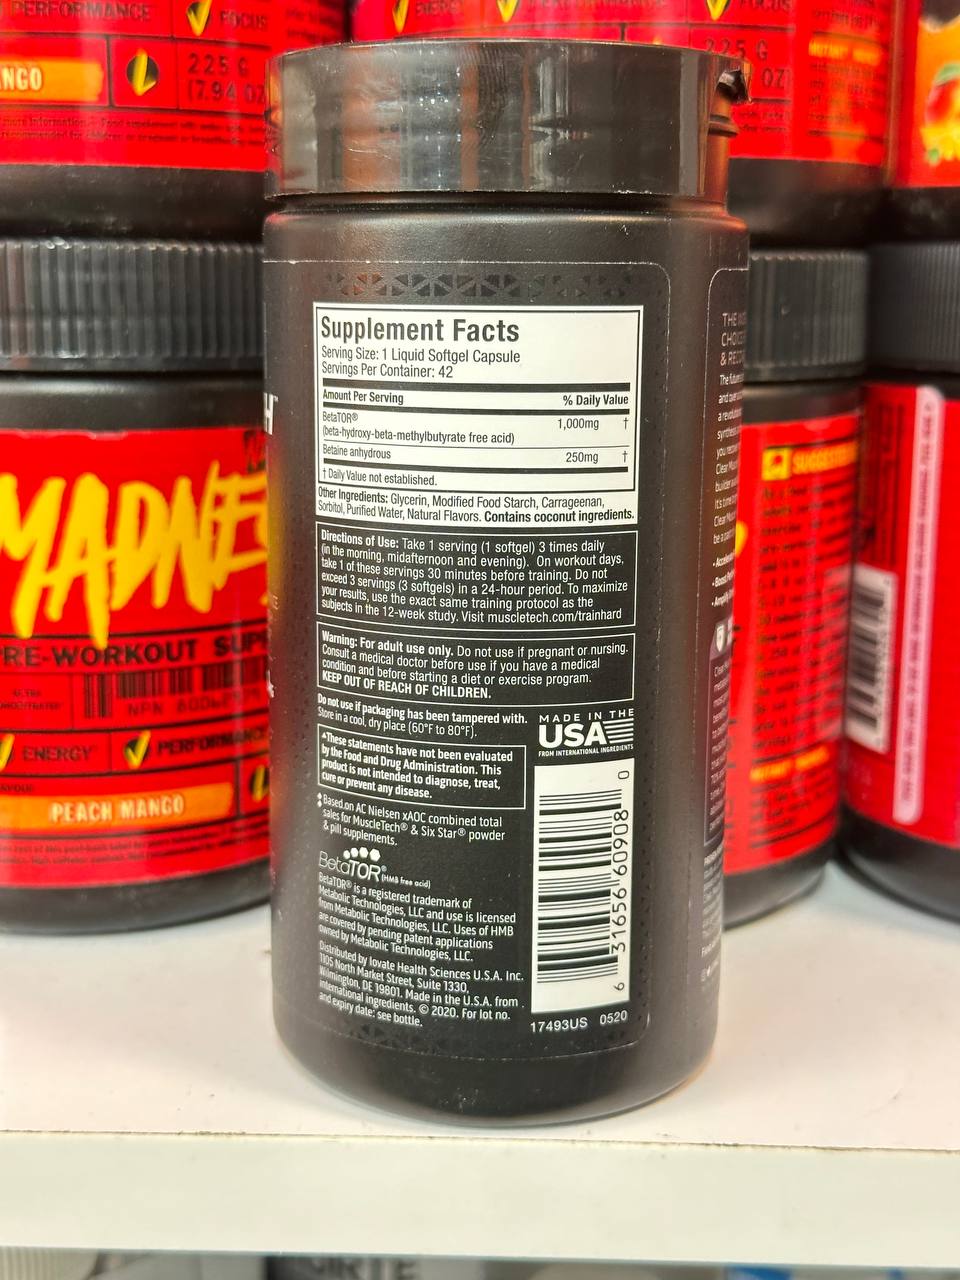 PERFORMANCE
FOCUS
ENERGY
FOCUS
ANGO
225 G
(7.94 OZ
225 G
OZ)
MADNE
PRE-WORKOUT SUP
ENERGY
PERFORMANCE
PEACH MANGO
Supplement Facts
Serving Size: 1 Liquid Softgel Capsule
Servings Per Container: 42
Amount Per Serving % Daily Value
BetaTOR® 1,000mg †
(beta-hydroxy-beta-methylbutyrate free acid)
Betaine anhydrous 250mg †
† Daily Value not established.
Other Ingredients: Glycerin, Modified Food Starch, Carrageenan,
Sorbitol, Purified Water, Natural Flavors. Contains coconut ingredients.
Directions of Use: Take 1 serving (1 softgel) 3 times daily
(in the morning, midafternoon and evening). On workout days,
take 1 of these servings 30 minutes before training. Do not
exceed 3 servings (3 softgels) in a 24-hour period. To maximize
your results, use the exact same training protocol as the
subjects in the 12-week study. Visit muscletech.com/trainhard
Warning: For adult use only. Do not use if pregnant or nursing.
Consult a medical doctor before use if you have a medical
condition and before starting a diet or exercise program.
KEEP OUT OF REACH OF CHILDREN.
Do not use if packaging has been tampered with.
Store in a cool, dry place (60°F to 80°F).
MADE IN THE
USA
FROM INTERNATIONAL INGREDIENTS
^These statements have not been evaluated
by the Food and Drug Administration. This
product is not intended to diagnose, treat,
cure or prevent any disease.
‡Based on AC Nielsen xAOC combined total
sales for MuscleTech® & Six Star® powder
& pill supplements.
BetaTOR® (HMB free acid)
BetaTOR® is a registered trademark of
Metabolic Technologies, LLC and use is licensed
from Metabolic Technologies, LLC. Uses of HMB
are covered by pending patent applications
owned by Metabolic Technologies, LLC.
Distributed by Iovate Health Sciences U.S.A. Inc.
1105 North Market Street, Suite 1330,
Wilmington, DE 19801. Made in the U.S.A. from
international ingredients. © 2020. For lot no.
and expiry date: see bottle.
6 31656 60908 0
17493US 0520